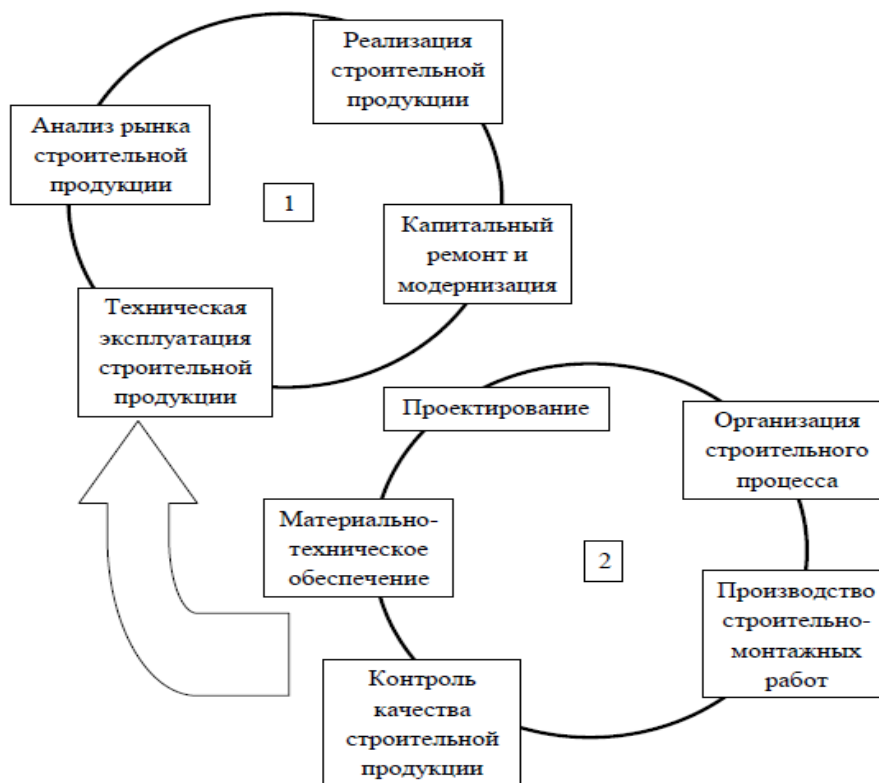 Реализация
строительной
продукции
Анализ рынка
строительной
продукции
1
Капитальный
ремонт и
модернизация
Техническая
эксплуатация
строительной
продукции
Проектирование
Организация
строительного
процесса
Материально-
техническое
обеспечение
2
Производство
строительно-
монтажных
работ
Контроль
качества
строительной
продукции